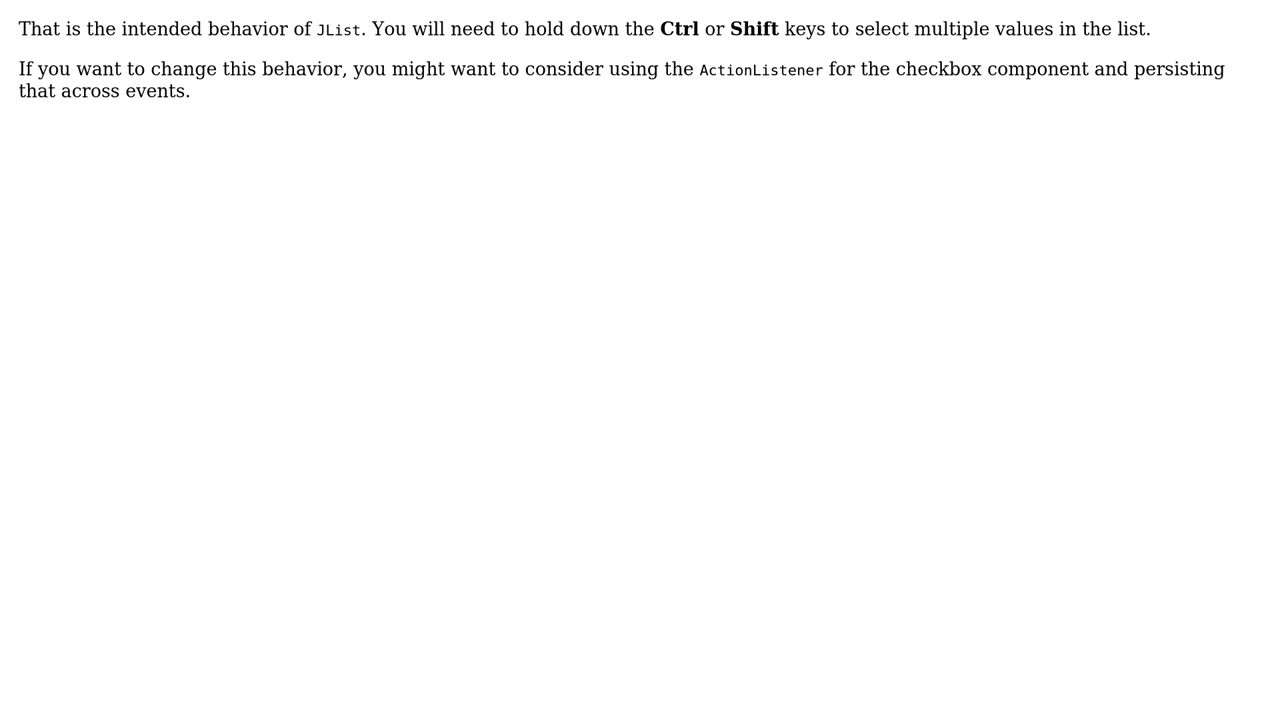 That is the intended behavior of JList. You will need to hold down the Ctrl or Shift keys to select multiple values in the list.
If you want to change this behavior, you might want to consider using the ActionListener for the checkbox component and persisting
that across events.